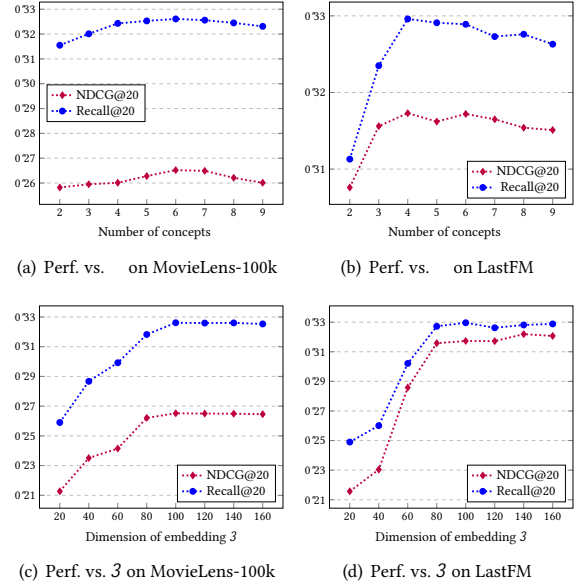 0'33
0'32
0'31
0'30
0'29
0'28
0'27
0'26
NDCG@20
Recall@20
2 3 4 5 6 7 8 9
Number of concepts
(a) Perf. vs. on MovieLens-100k
0'33
0'32
0'31
NDCG@20
Recall@20
2 3 4 5 6 7 8 9
Number of concepts
(b) Perf. vs. on LastFM
0'33
0'31
0'29
0'27
0'25
0'23
0'21
NDCG@20
Recall@20
20 40 60 80 100 120 140 160
Dimension of embedding 3
(c) Perf. vs. 3 on MovieLens-100k
0'33
0'31
0'29
0'27
0'25
0'23
0'21
NDCG@20
Recall@20
20 40 60 80 100 120 140 160
Dimension of embedding 3
(d) Perf. vs. 3 on LastFM